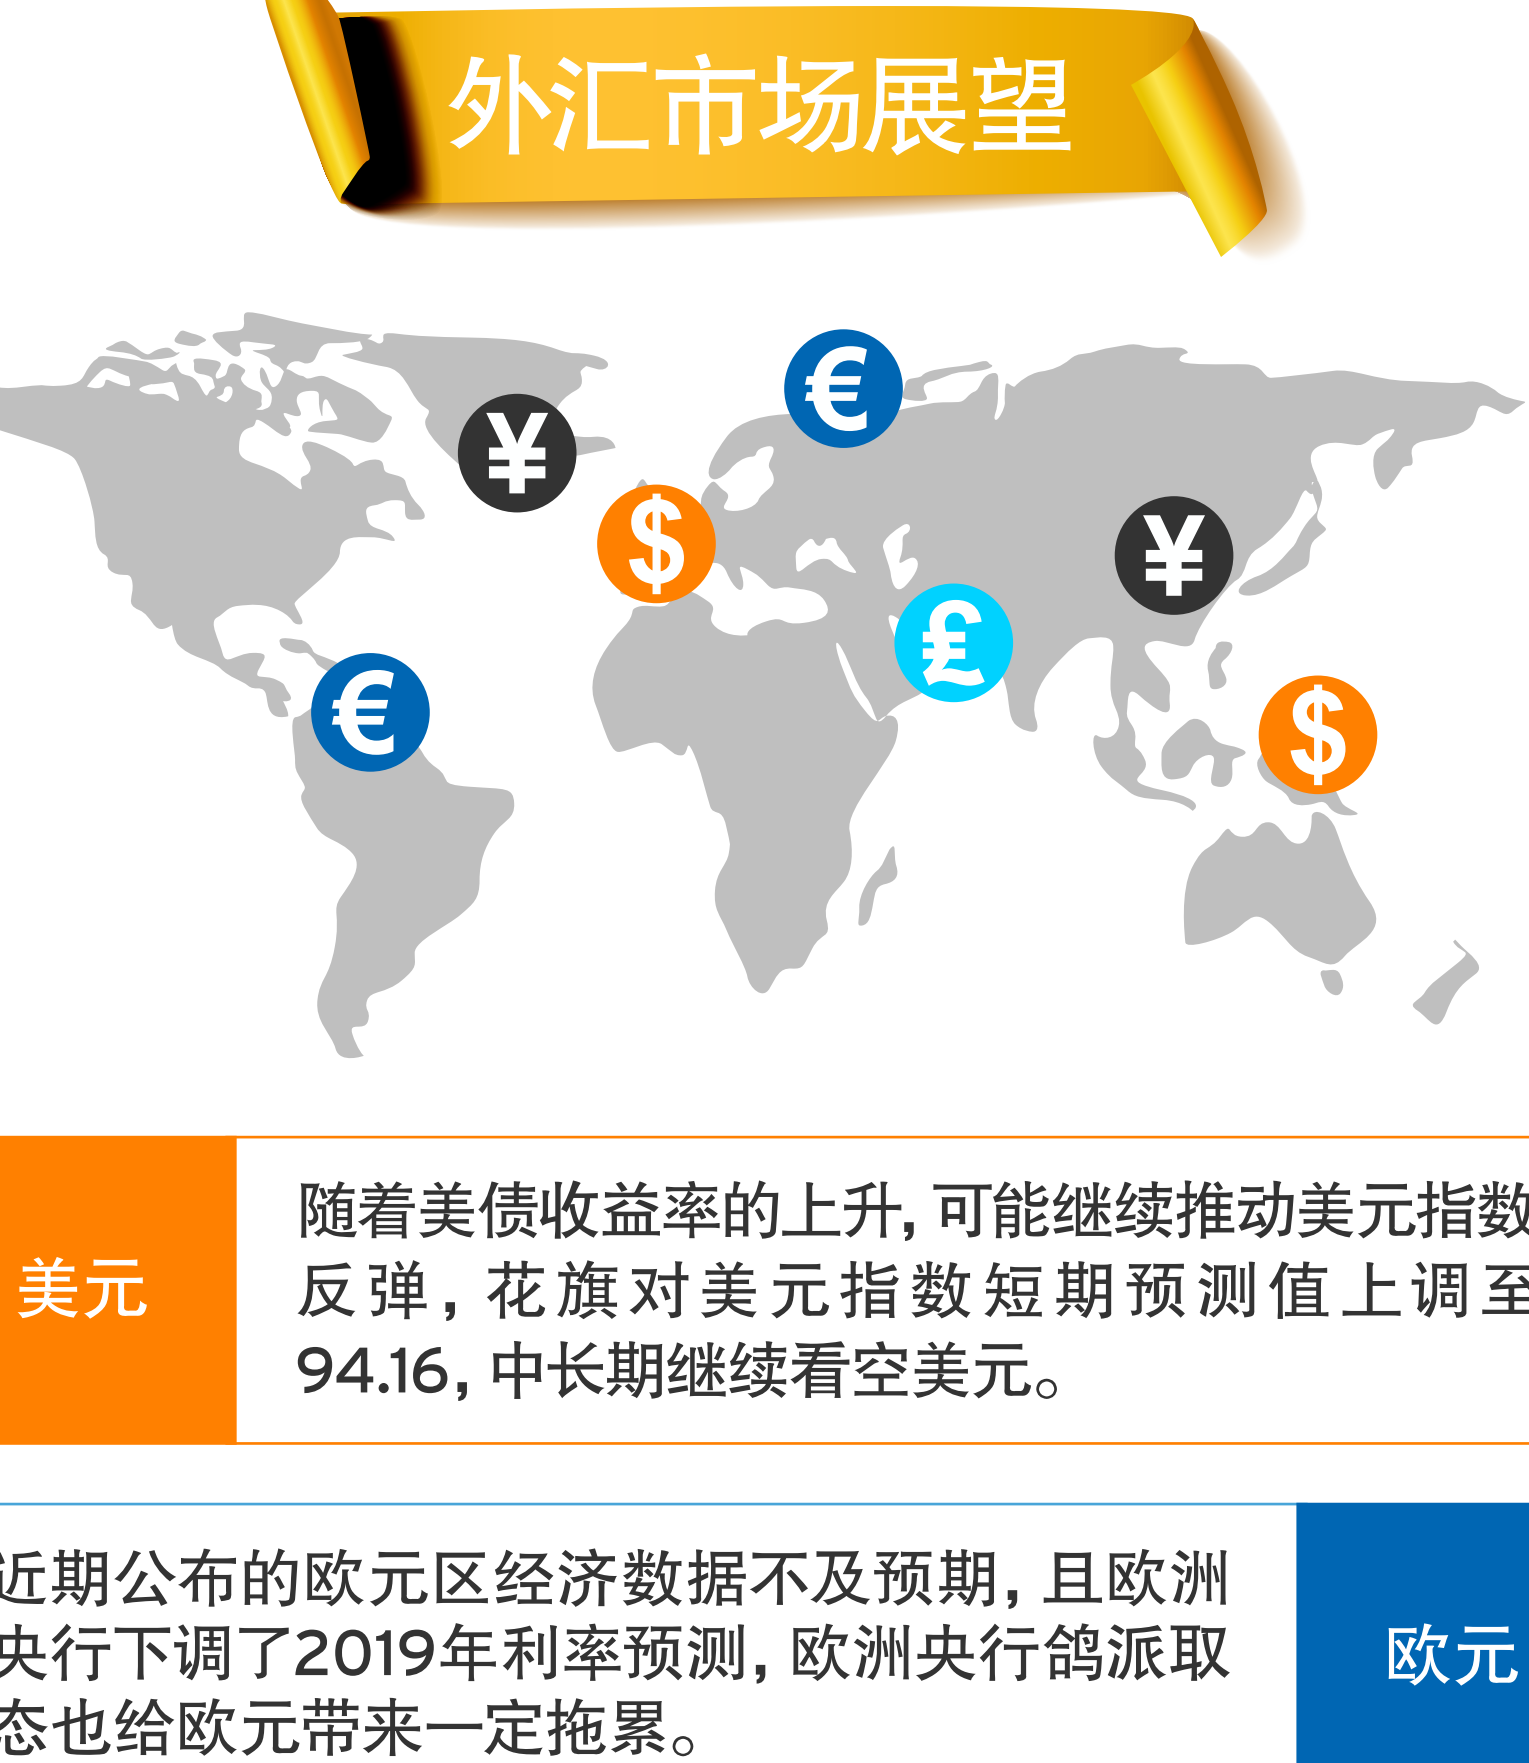 外汇市场展望
¥
€
$
¥
£
€
$
美元
随着美债收益率的上升，可能继续推动美元指数
反弹，花旗对美元指数短期预测值上调至
94.16，中长期继续看空美元。
近期公布的欧元区经济数据不及预期，且欧洲
央行下调了2019年利率预测，欧洲央行鸽派取
态也给欧元带来一定拖累。
欧元